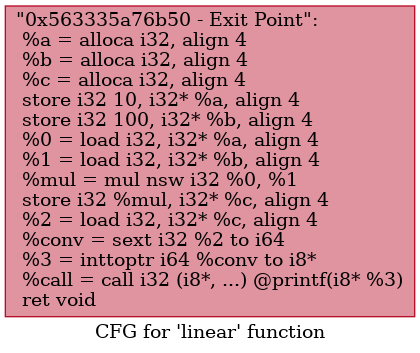 "0x563335a76b50 - Exit Point":
%a = alloca i32, align 4
%b = alloca i32, align 4
%c = alloca i32, align 4
store i32 10, i32* %a, align 4
store i32 100, i32* %b, align 4
%0 = load i32, i32* %a, align 4
%1 = load i32, i32* %b, align 4
%mul = mul nsw i32 %0, %1
store i32 %mul, i32* %c, align 4
%2 = load i32, i32* %c, align 4
%conv = sext i32 %2 to i64
%3 = inttoptr i64 %conv to i8*
%call = call i32 (i8*, ...) @printf(i8* %3)
ret void
CFG for 'linear' function